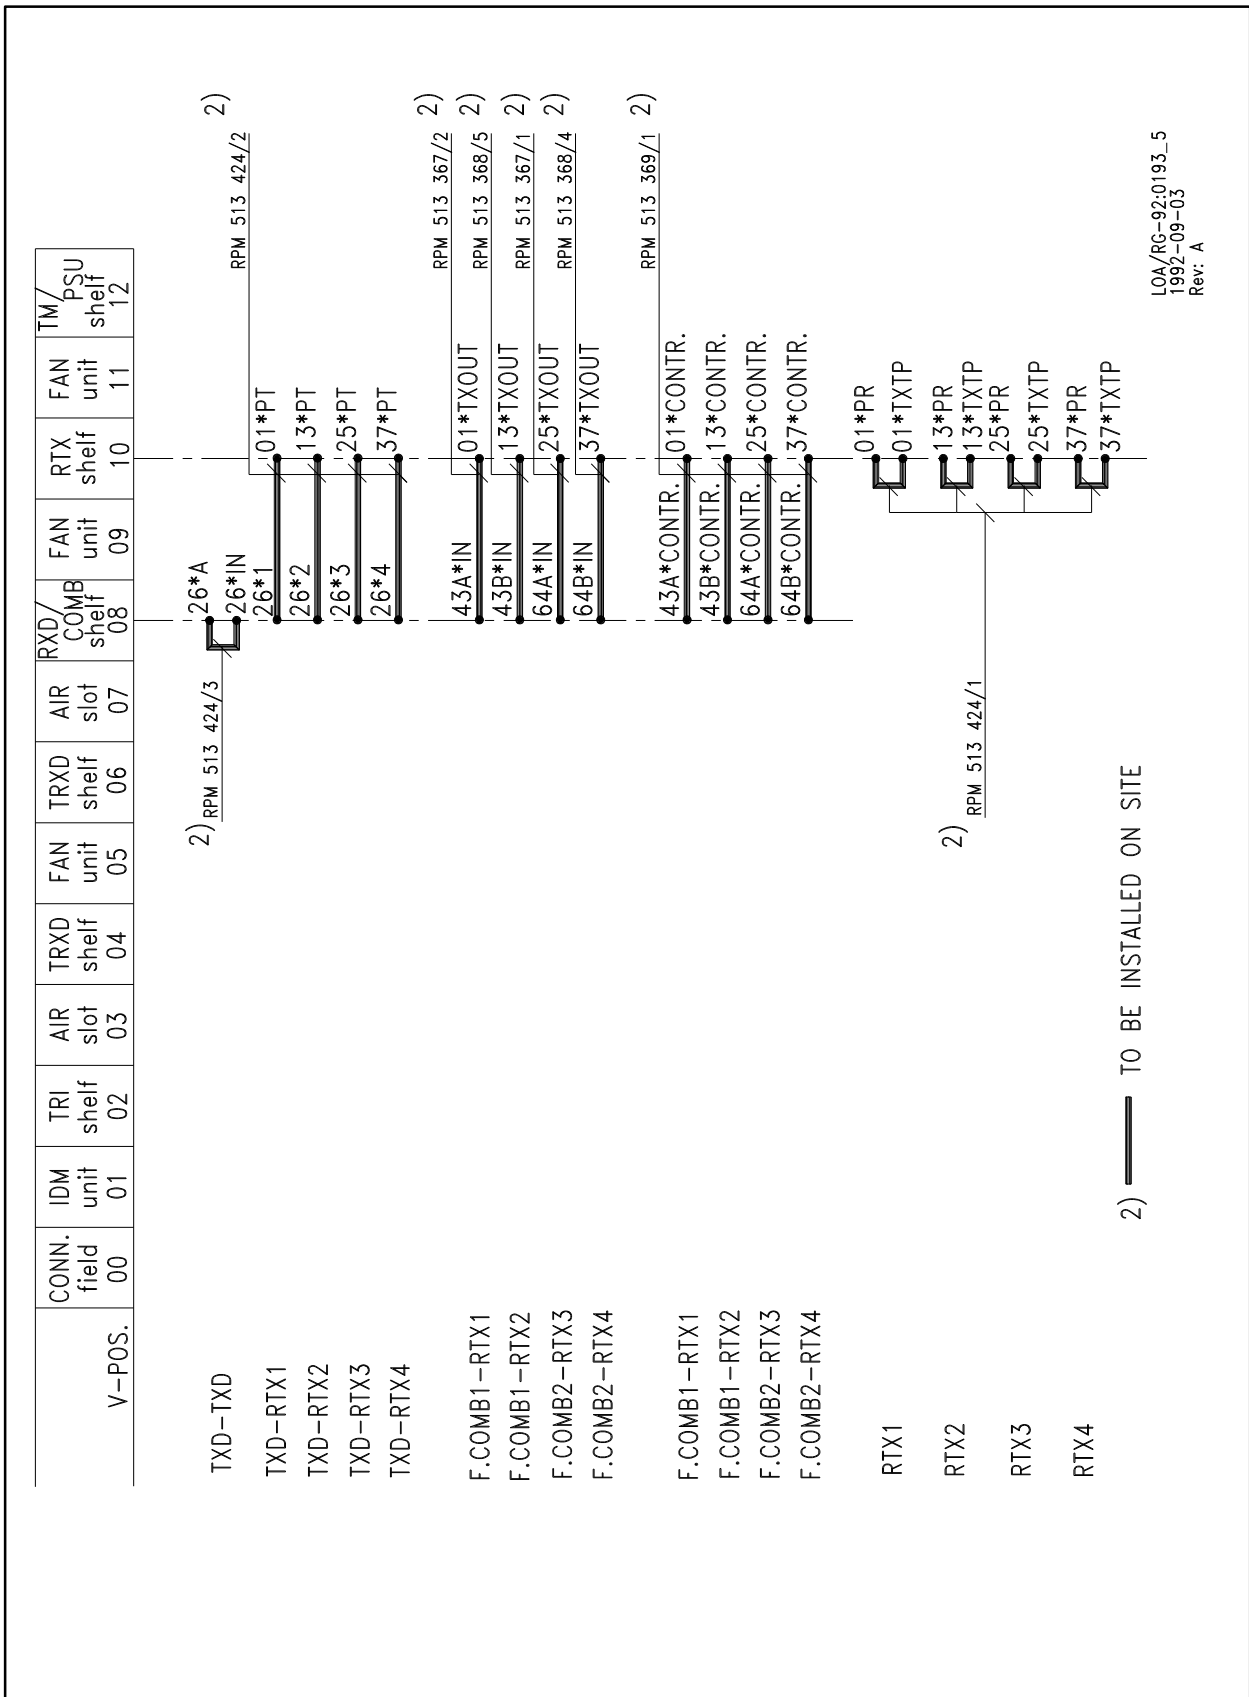 V-POS.
CONN. field 00
IDM unit 01
TRI shelf 02
AIR slot 03
TRXD shelf 04
FAN unit 05
TRXD shelf 06
AIR slot 07
RXD/ COMB shelf 08
FAN unit 09
RTX shelf 10
FAN unit 11
TM/ PSU shelf 12
2)
2) RPM 513 424/3
26*A
TXD-TXD
26*IN
RPM 513 424/2
TXD-RTX1 26*1 01*PT
TXD-RTX2 26*2 13*PT
TXD-RTX3 26*3 25*PT
TXD-RTX4 26*4 37*PT
RPM 513 367/2 2)
F.COMB1-RTX1 43A*IN 01*TXOUT
RPM 513 368/5 2)
F.COMB1-RTX2 43B*IN 13*TXOUT
RPM 513 367/1 2)
F.COMB2-RTX3 64A*IN 25*TXOUT
RPM 513 368/4 2)
F.COMB2-RTX4 64B*IN 37*TXOUT
RPM 513 369/1 2)
F.COMB1-RTX1 43A*CONTR. 01*CONTR.
F.COMB1-RTX2 43B*CONTR. 13*CONTR.
F.COMB2-RTX3 64A*CONTR. 25*CONTR.
F.COMB2-RTX4 64B*CONTR. 37*CONTR.
01*PR
RTX1
01*TXTP
13*PR
RTX2
13*TXTP
2) RPM 513 424/1
25*PR
RTX3
25*TXTP
37*PR
RTX4
37*TXTP
2) TO BE INSTALLED ON SITE
LOA/RG-92:0193_5
1992-09-03
Rev: A